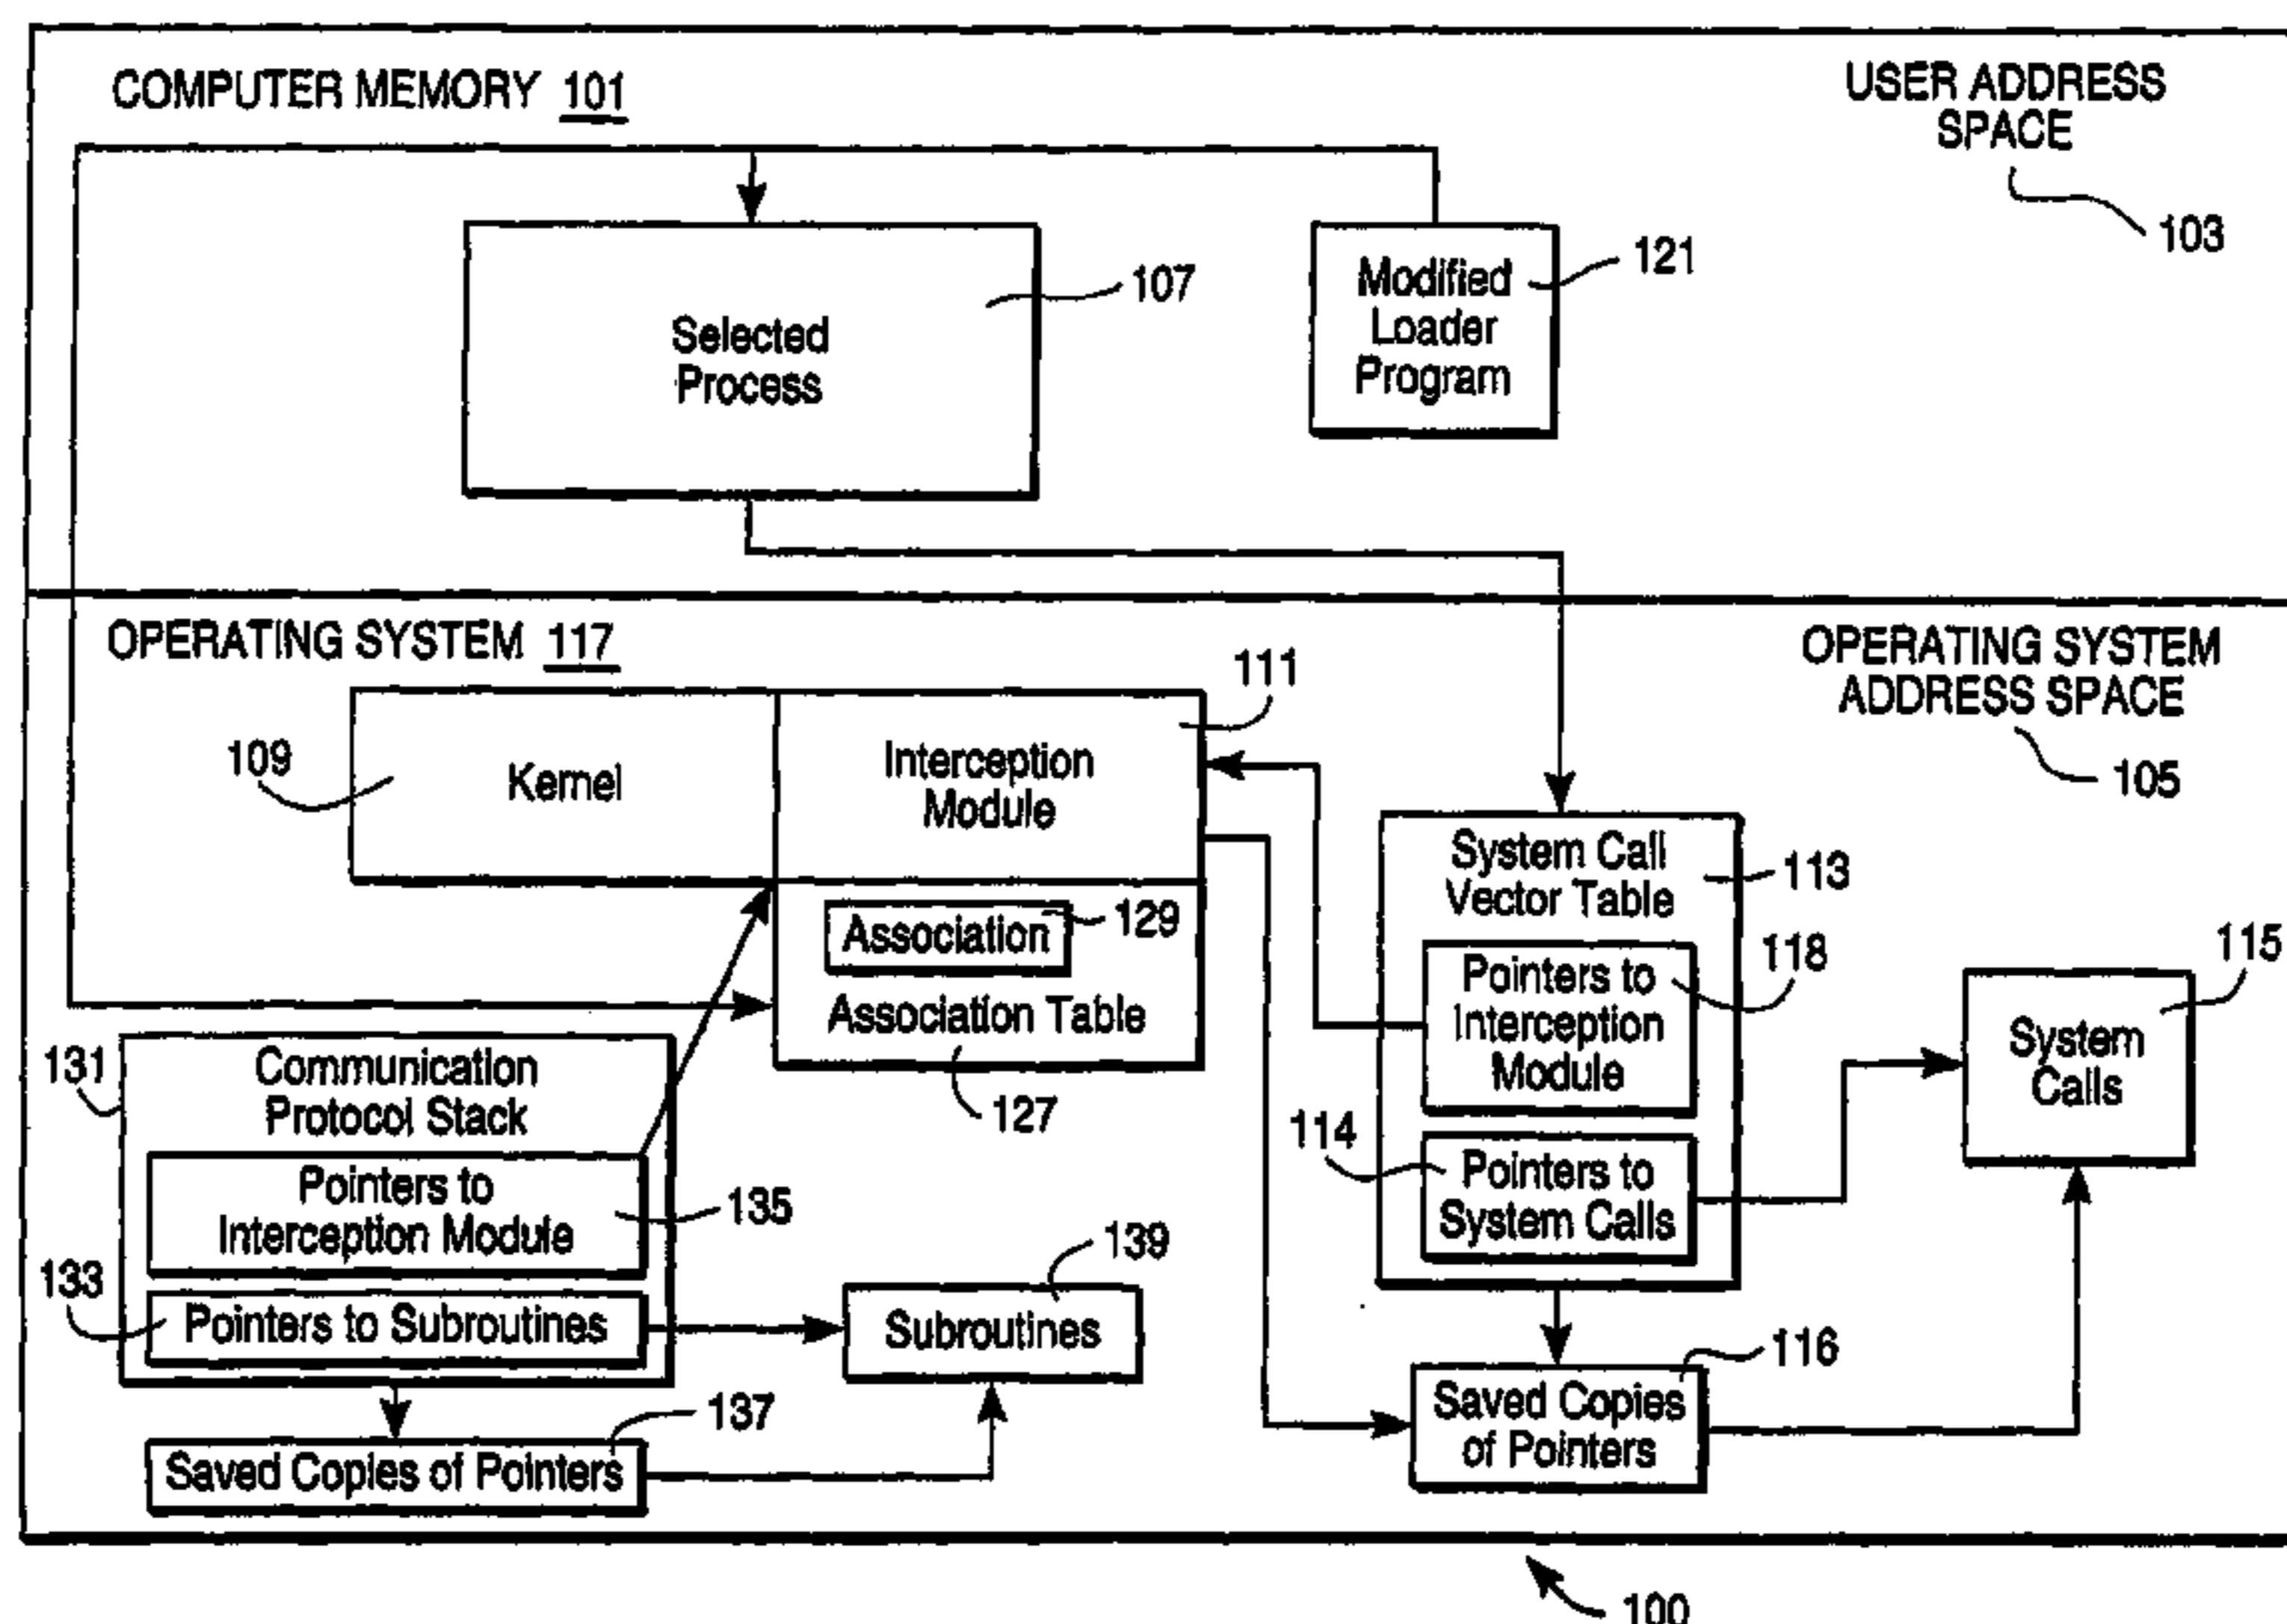 COMPUTER MEMORY 101
USER ADDRESS
SPACE
103
Selected
Process
107
Modified
Loader
Program
121
OPERATING SYSTEM 117
OPERATING SYSTEM
ADDRESS SPACE
105
109
Kernel
Interception
Module
111
Association
129
Association Table
127
System Call
Vector Table
113
Pointers to
Interception
Module
118
114
Pointers to
System Calls
System
Calls
115
131
Communication
Protocol Stack
Pointers to
Interception Module
135
133
Pointers to Subroutines
Subroutines
139
Saved Copies of Pointers
137
Saved Copies
of Pointers
116
100